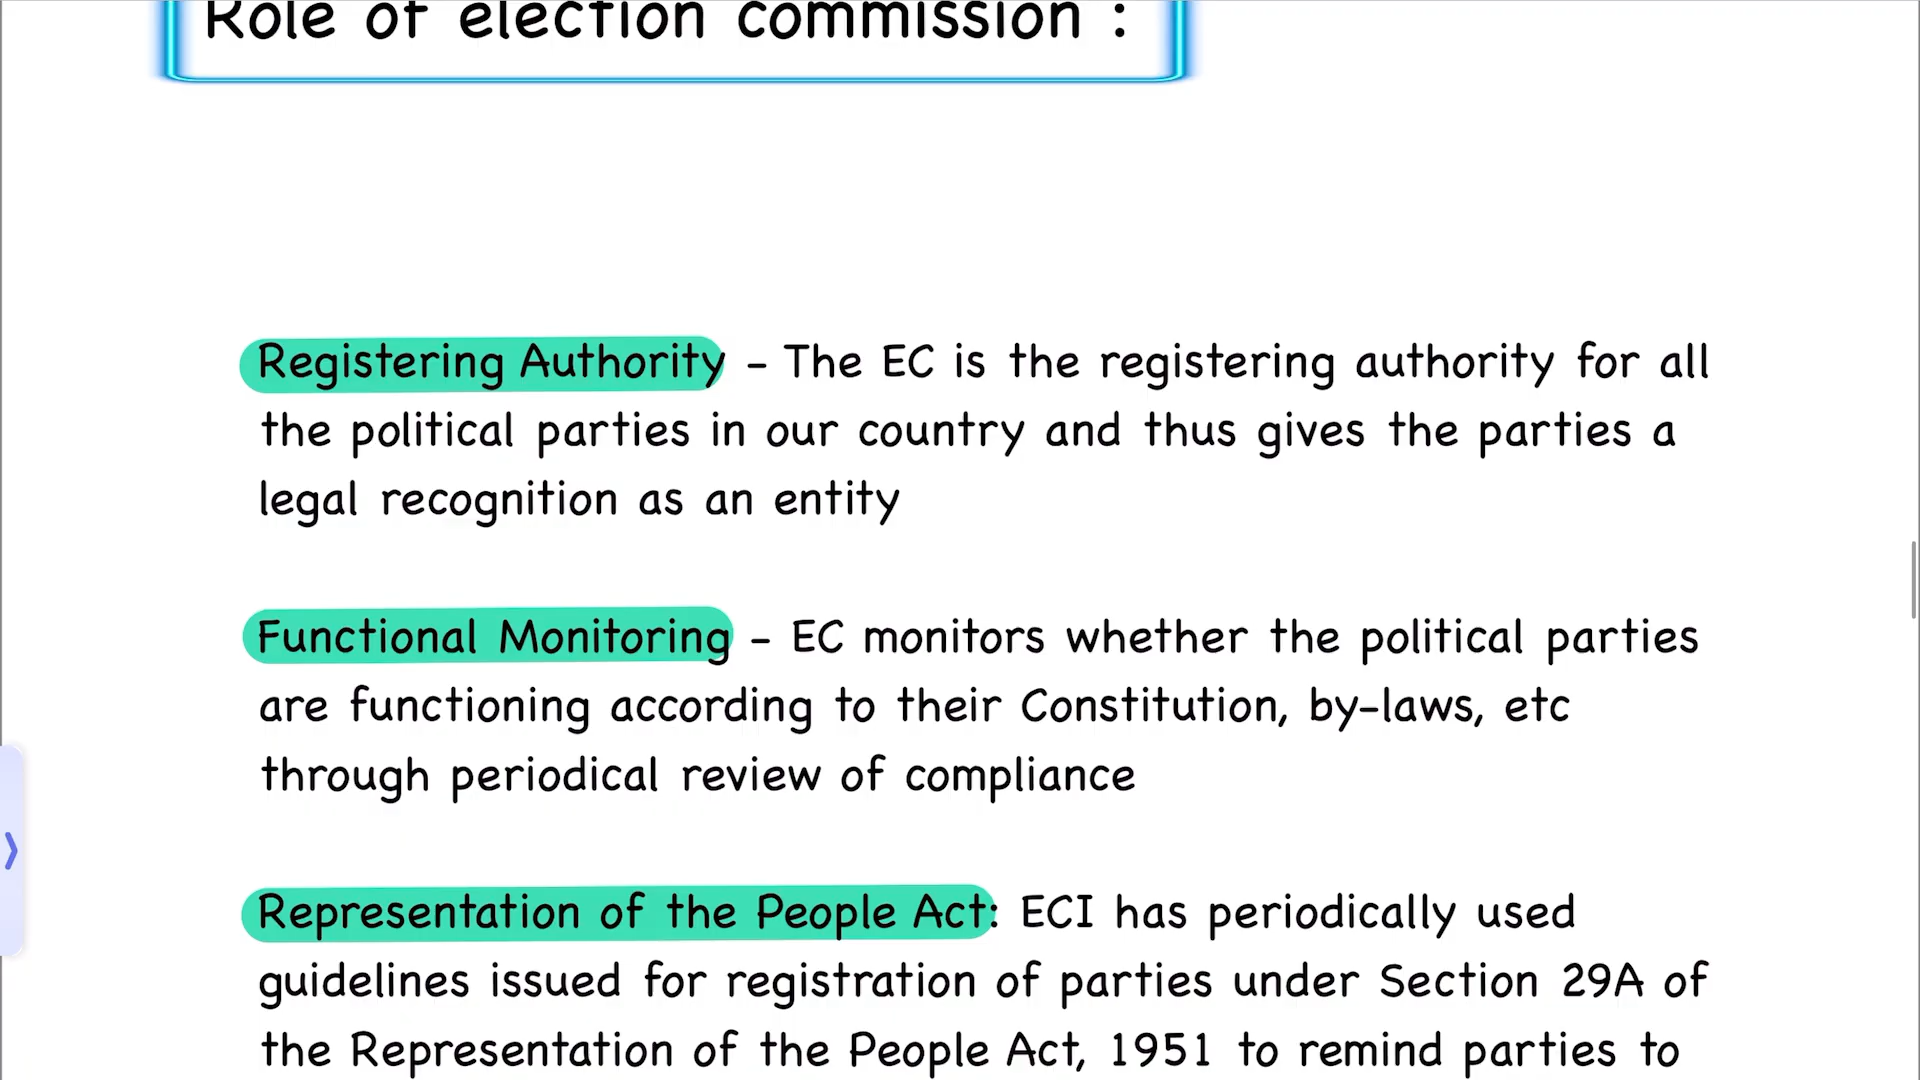 Role of election commission :
Registering Authority - The EC is the registering authority for all
the political parties in our country and thus gives the parties a
legal recognition as an entity
Functional Monitoring - EC monitors whether the political parties
are functioning according to their Constitution, by-laws, etc
through periodical review of compliance
Representation of the People Act: ECI has periodically used
guidelines issued for registration of parties under Section 29A of
the Representation of the People Act, 1951 to remind parties to